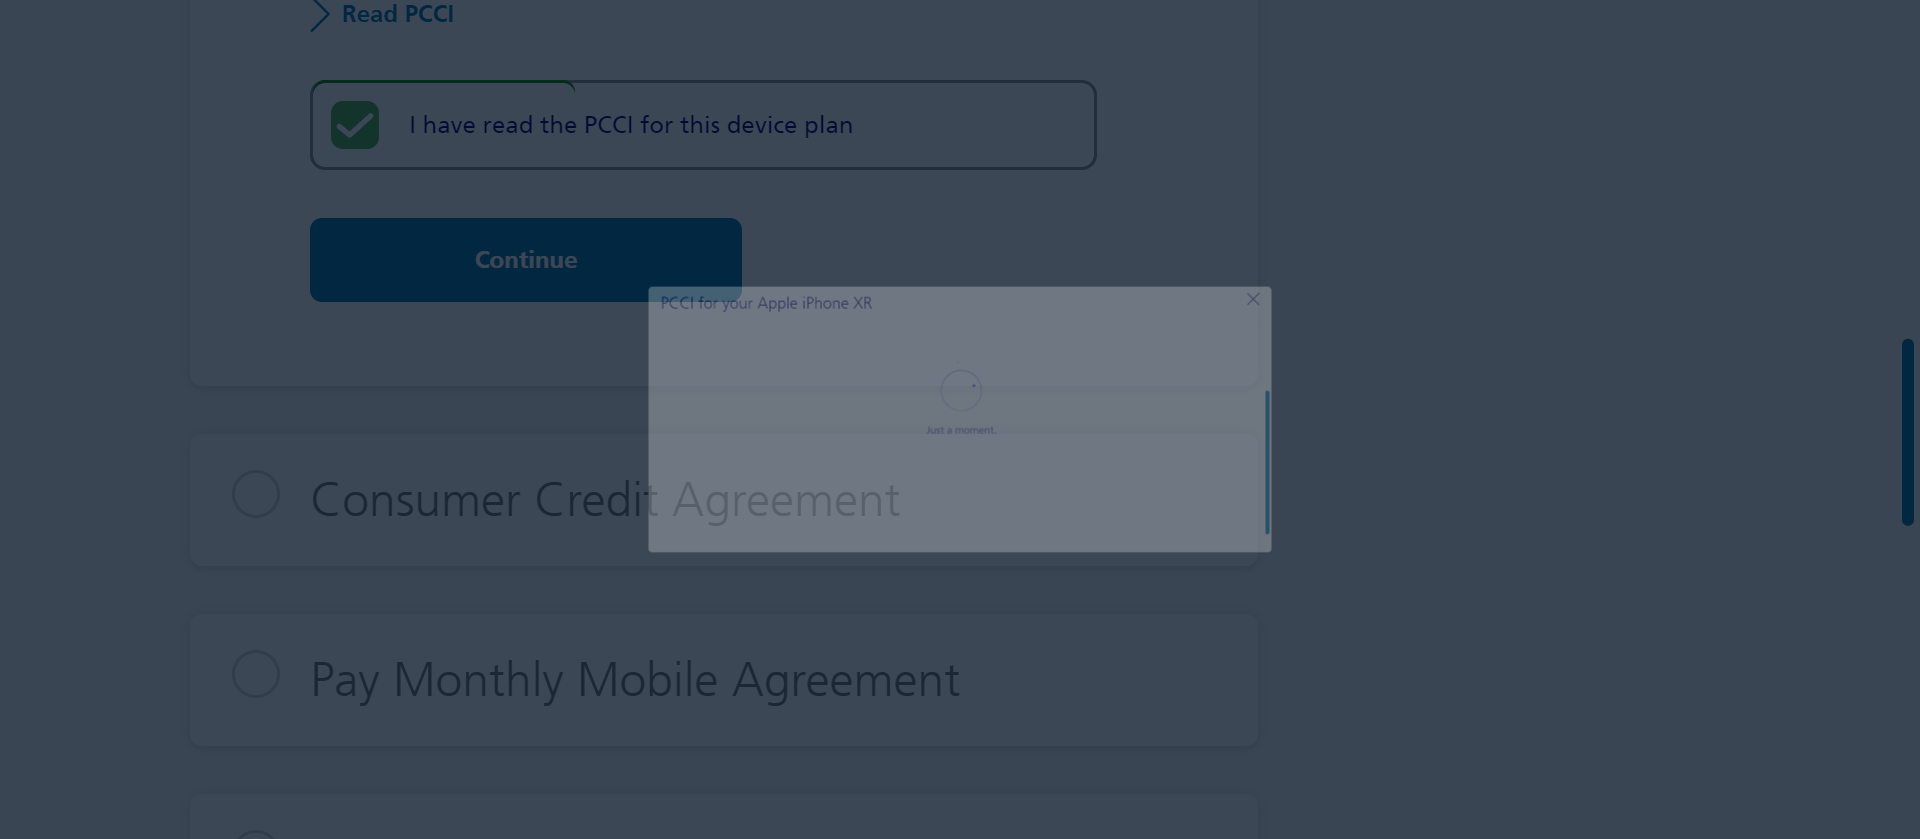 Read PCCI
I have read the PCCI for this device plan
Continue
PCCI for your Apple iPhone XR
Just a moment.
Consumer Credit Agreement
Pay Monthly Mobile Agreement